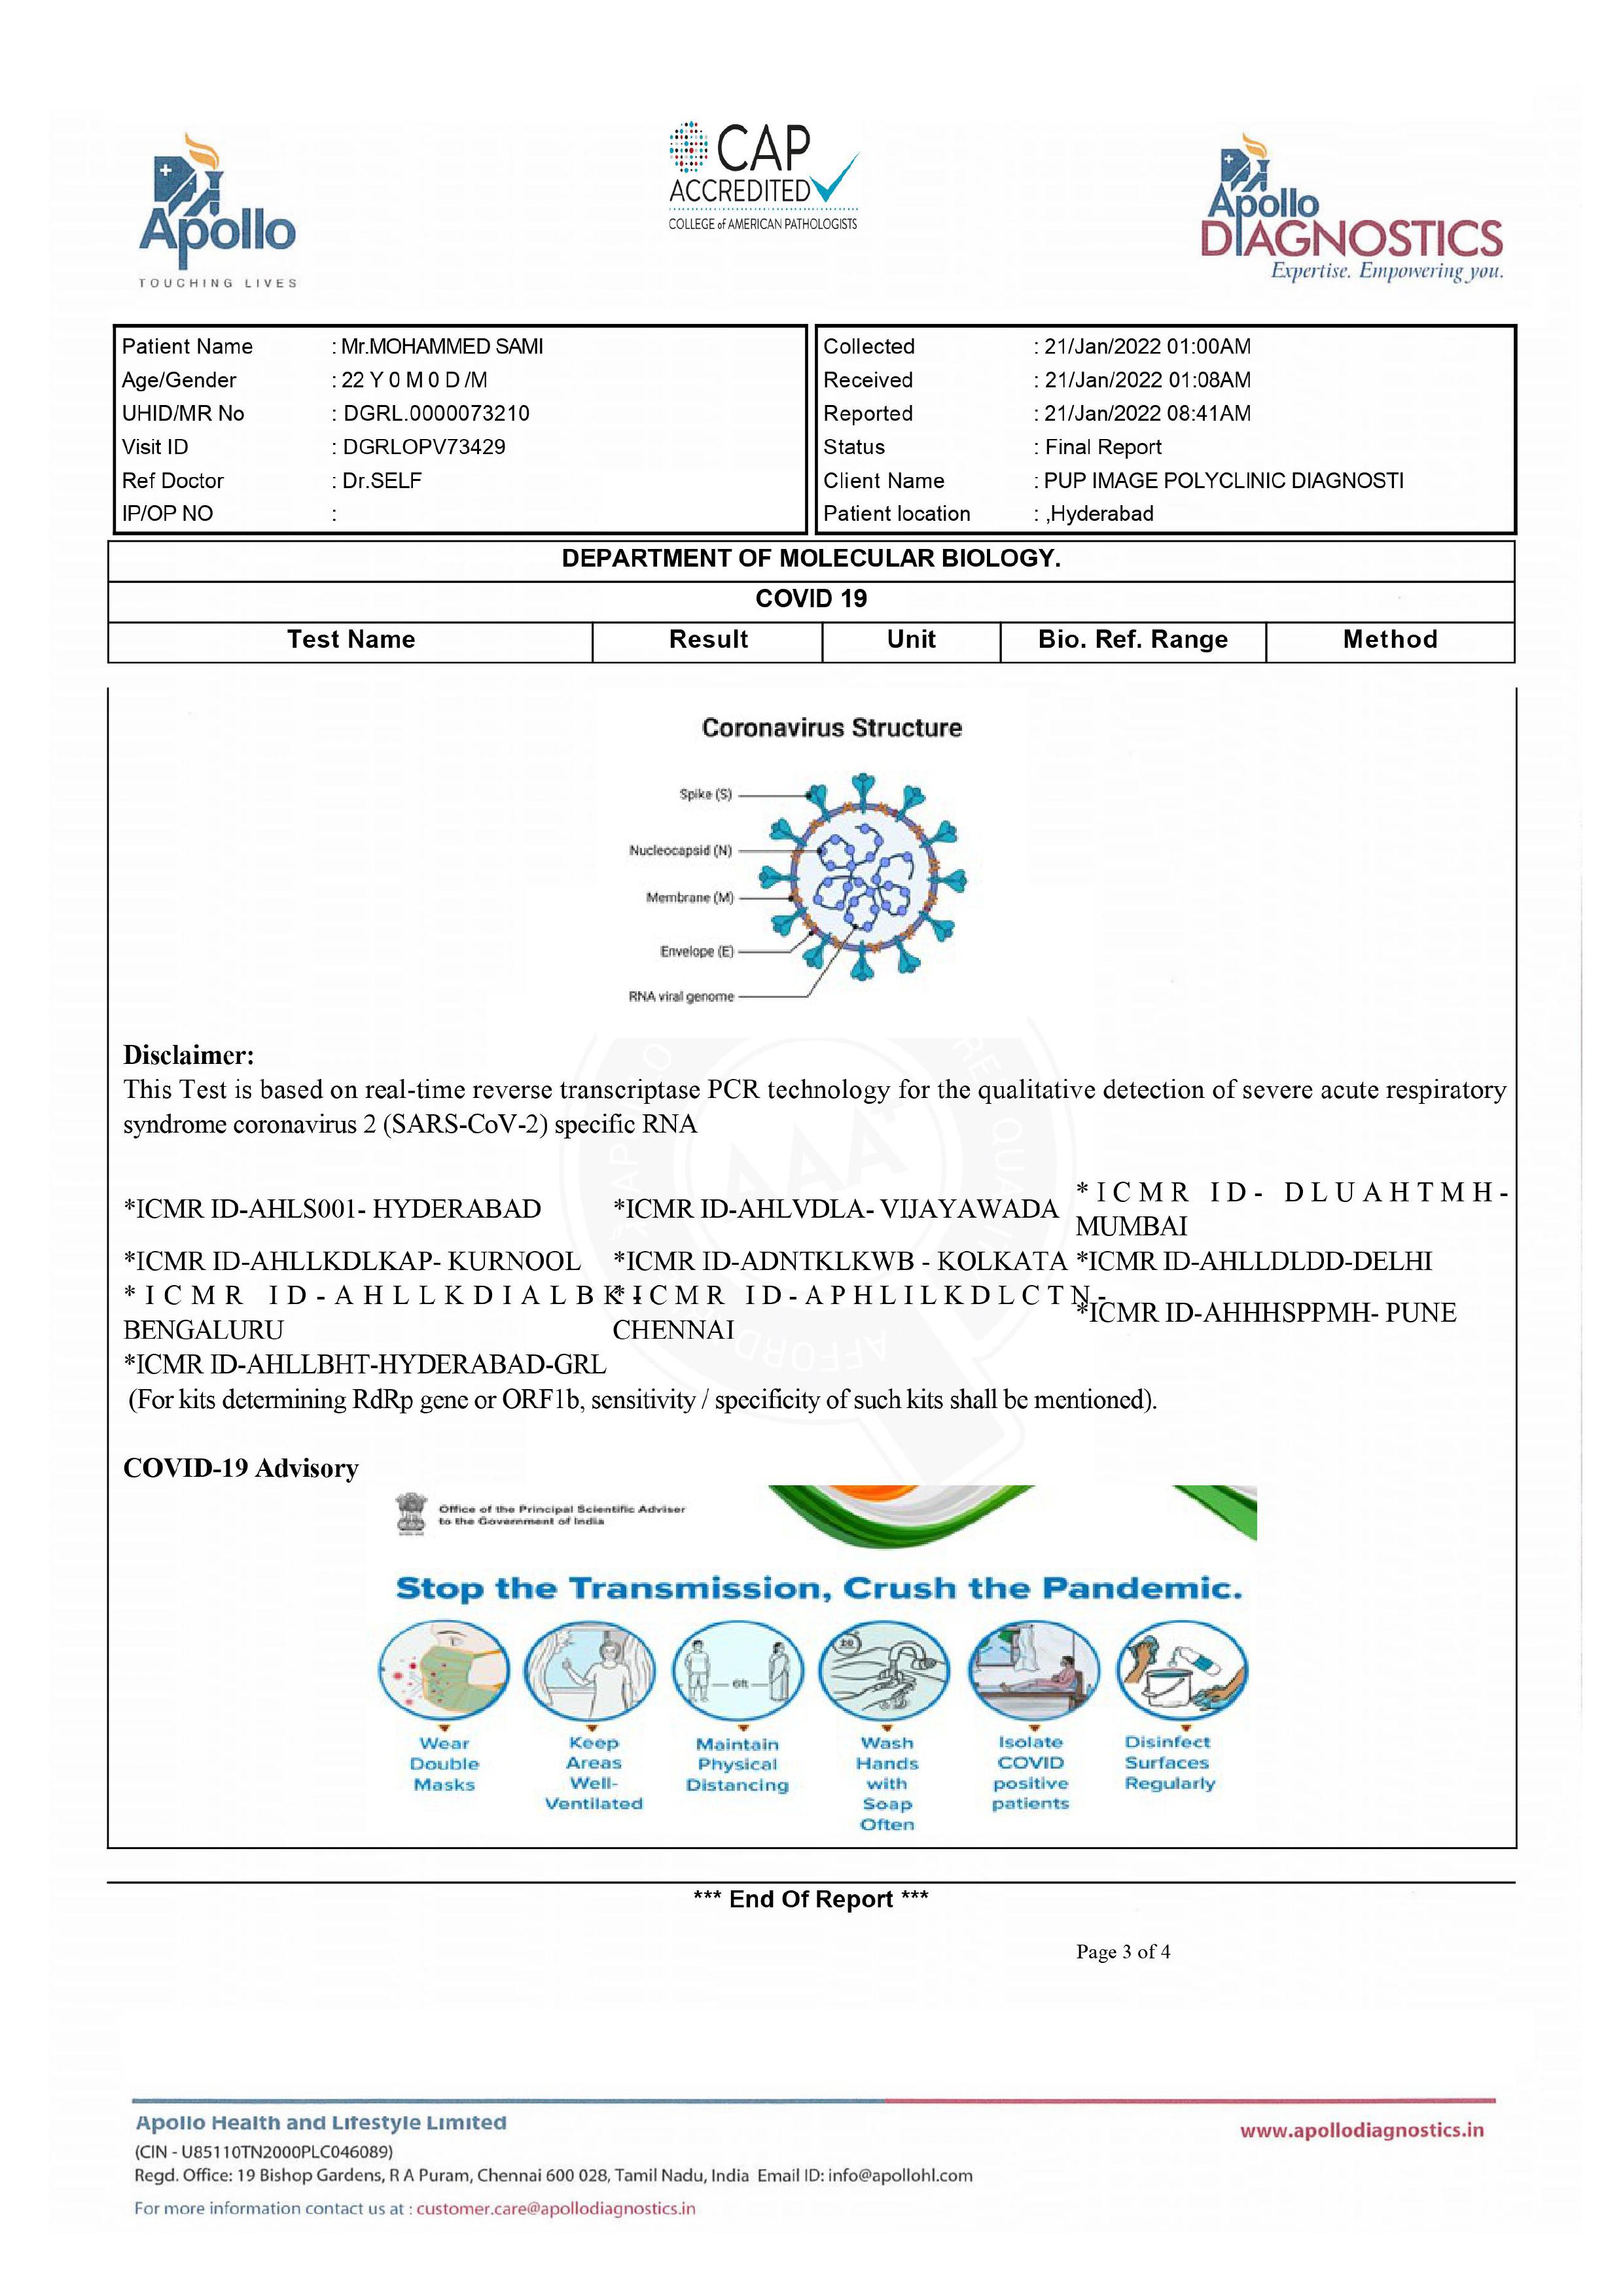 Apollo
TOUCHING LIVES
CAP
ACCREDITED
COLLEGE of AMERICAN PATHOLOGISTS
Apollo
DIAGNOSTICS
Expertise. Empowering you.
Patient Name : Mr.MOHAMMED SAMI
Age/Gender : 22 Y 0 M 0 D /M
UHID/MR No : DGRL.0000073210
Visit ID : DGRLOPV73429
Ref Doctor : Dr.SELF
IP/OP NO :
Collected : 21/Jan/2022 01:00AM
Received : 21/Jan/2022 01:08AM
Reported : 21/Jan/2022 08:41AM
Status : Final Report
Client Name : PUP IMAGE POLYCLINIC DIAGNOSTI
Patient location : ,Hyderabad
DEPARTMENT OF MOLECULAR BIOLOGY.
COVID 19
Test Name Result Unit Bio. Ref. Range Method
Coronavirus Structure
Spike (S)
Nucleocapsid (N)
Membrane (M)
Envelope (E)
RNA viral genome
Disclaimer:
This Test is based on real-time reverse transcriptase PCR technology for the qualitative detection of severe acute respiratory
syndrome coronavirus 2 (SARS-CoV-2) specific RNA
*ICMR ID-AHLS001- HYDERABAD *ICMR ID-AHLVDLA- VIJAYAWADA *ICMR ID- DLUAHTMH-
MUMBAI
*ICMR ID-AHLLKDLKAP- KURNOOL *ICMR ID-ADNTKLKWB - KOLKATA *ICMR ID-AHLLDLDD-DELHI
*ICMR ID-AHLLKDIALBK- *ICMR ID-APHLILKDLCTN- *ICMR ID-AHHHSPPMH- PUNE
BENGALURU CHENNAI
*ICMR ID-AHLLBHT-HYDERABAD-GRL
(For kits determining RdRp gene or ORF1b, sensitivity / specificity of such kits shall be mentioned).
COVID-19 Advisory
Office of the Principal Scientific Adviser
to the Government of India
Stop the Transmission, Crush the Pandemic.
6ft
20
Wear
Double
Masks
Keep
Areas
Well-
Ventilated
Maintain
Physical
Distancing
Wash
Hands
with
Soap
Often
Isolate
COVID
positive
patients
Disinfect
Surfaces
Regularly
*** End Of Report ***
Page 3 of 4
Apollo Health and Lifestyle Limited
(CIN - U85110TN2000PLC046089)
Regd. Office: 19 Bishop Gardens, R A Puram, Chennai 600 028, Tamil Nadu, India Email ID: info@apollohl.com
For more information contact us at : customer.care@apollodiagnostics.in
www.apollodiagnostics.in